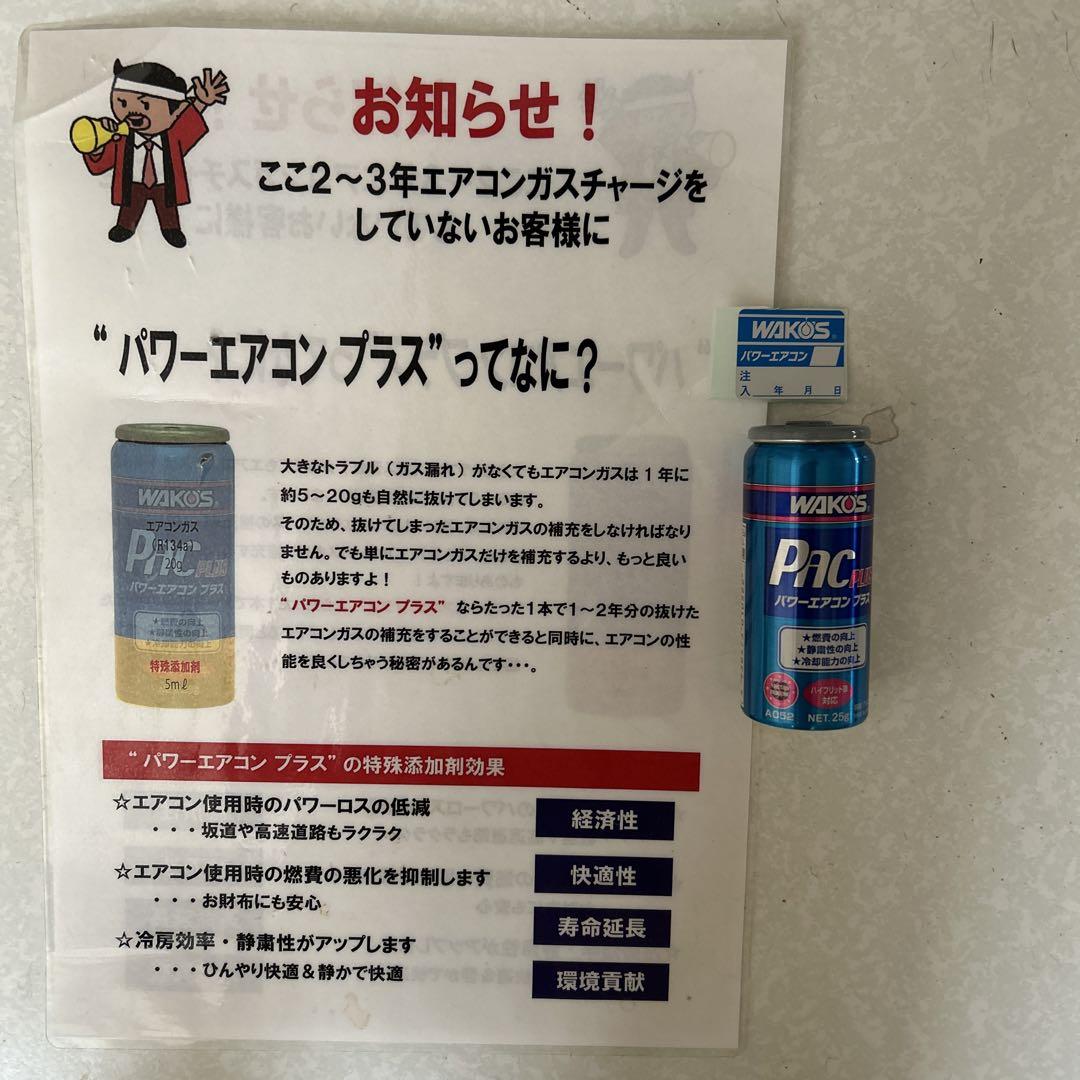 お知らせ！
ここ２～３年エアコンガスチャージを
していないお客様に
“パワーエアコン プラス”ってなに？
大きなトラブル（ガス漏れ）がなくてもエアコンガスは１年に
約5～20gも自然に抜けてしまいます。
そのため、抜けてしまったエアコンガスの補充をしなければなり
ません。でも単にエアコンガスだけを補充するより、もっと良い
ものありますよ！
“パワーエアコン プラス” ならたった1本で1～2年分の抜けた
エアコンガスの補充をすることができると同時に、エアコンの性
能を良くしちゃう秘密があるんです・・・。
WAKO'S
エアコンガス
（R134a）
20g
PAC PLUS
パワーエアコン プラス
★燃費の向上
★静粛性の向上
★冷却能力の向上
特殊添加剤
5mℓ
“パワーエアコン プラス”の特殊添加剤効果
☆エアコン使用時のパワーロスの低減
・・・坂道や高速道路もラクラク
☆エアコン使用時の燃費の悪化を抑制します
・・・お財布にも安心
☆冷房効率・静粛性がアップします
・・・ひんやり快適＆静かで快適
経済性
快適性
寿命延長
環境貢献
WAKO'S
パワーエアコン
注
入 年 月 日
WAKO'S
PAC PLUS
パワーエアコン プラス
★燃費の向上
★静粛性の向上
★冷却能力の向上
ハイブリッド車
対応
A052 NET.25g